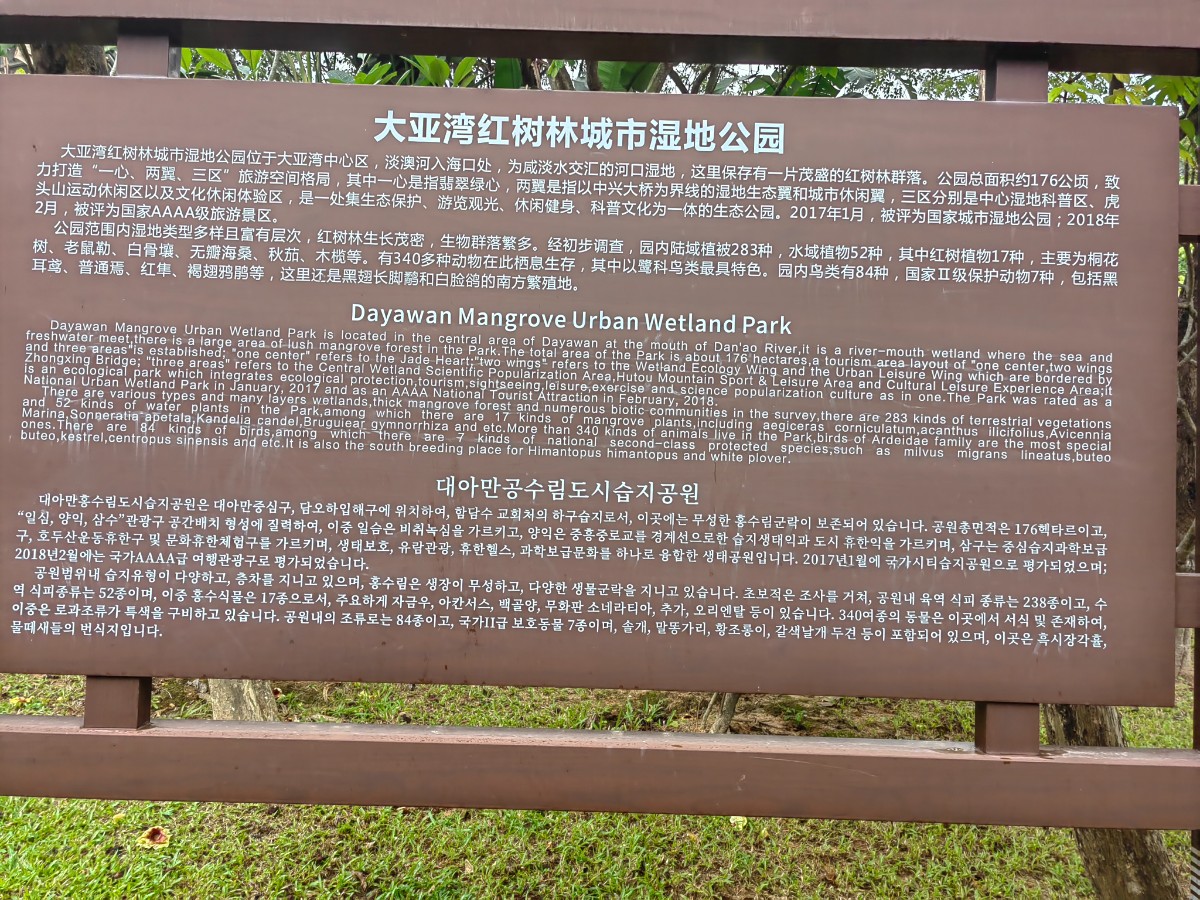 大亚湾红树林城市湿地公园
大亚湾红树林城市湿地公园位于大亚湾中心区，淡澳河入海口处，为咸淡水交汇的河口湿地，这里保存有一片茂盛的红树林群落。公园总面积约176公顷，致
力打造“一心、两翼、三区”旅游空间格局，其中一心是指翡翠绿心，两翼是指以中兴大桥为界线的湿地生态翼和城市休闲翼，三区分别是中心湿地科普区、虎
头山运动休闲区以及文化休闲体验区，是一处集生态保护、游览观光、休闲健身、科普文化为一体的生态公园。2017年1月，被评为国家城市湿地公园；2018年
2月，被评为国家AAAA级旅游景区。
公园范围内湿地类型多样且富有层次，红树林生长茂密，生物群落繁多。经初步调查，园内陆域植被283种，水域植物52种，其中红树植物17种，主要为桐花
树、老鼠勒、白骨壤、无瓣海桑、秋茄、木榄等。有340多种动物在此栖息生存，其中以鹭科鸟类最具特色。园内鸟类有84种，国家Ⅱ级保护动物7种，包括黑
耳鸢、普通焉、红隼、褐翅鸦鹃等，这里还是黑翅长脚鹬和白脸鸻的南方繁殖地。
Dayawan Mangrove Urban Wetland Park
Dayawan Mangrove Urban Wetland Park is located in the central area of Dayawan at the mouth of Dan'ao River,it is a river-mouth wetland where the sea and
freshwater meet,there is a large area of lush mangrove forest in the Park.The total area of the Park is about 176 hectares,a tourism area layout of "one center,two wings
and three areas"is established; "one center" refers to the Jade Heart;"two wings" refers to the Wetland Ecology Wing and the Urban Leisure Wing which are bordered by
Zhongxing Bridge; "three areas" refers to the Central Wetland Scientific Popularization Area,Hutou Mountain Sport & Leisure Area and Cultural Leisure Experience Area;it
is an ecological park which integrates ecological protection,tourism,sightseeing,leisure,exercise and science popularization culture as in one.The Park was rated as a
National Urban Wetland Park in January, 2017 and as an AAAA National Tourist Attraction in February, 2018.
There are various types and many layers wetlands,thick mangrove forest and numerous biotic communities in the survey,there are 283 kinds of terrestrial vegetations
and 52 kinds of water plants in the Park,among which there are 17 kinds of mangrove plants,including aegiceras corniculatum,acanthus ilicifolius,Avicennia
Marina,Sonneratia apetala,Kandelia candel,Bruguiear gymnorrhiza and etc.More than 340 kinds of animals live in the Park,birds of Ardeidae family are the most special
ones.There are 84 kinds of birds,among which there are 7 kinds of national second-class protected species,such as milvus migrans lineatus,buteo
buteo,kestrel,centropus sinensis and etc.It is also the south breeding place for Himantopus himantopus and white plover.
대아만공수림도시습지공원
대아만홍수림도시습지공원은 대아만중심구, 담오하입해구에 위치하여, 함담수 교회처의 하구습지로서, 이곳에는 무성한 홍수림군락이 보존되어 있습니다. 공원총면적은 176헥타르이고,
“일심, 양익, 삼수”관광구 공간배치 형성에 질력하여, 이중 일심은 비취녹심을 가르키고, 양익은 중흥중로교를 경계선으로한 습지생태익과 도시 휴한익을 가르키며, 삼구는 중심습지과학보급
구, 호두산운동휴한구 및 문화휴한체험구를 가르키며, 생태보호, 유람관광, 휴한헬스, 과학보급문화를 하나로 융합한 생태공원입니다. 2017년1월에 국가시티습지공원으로 평가되었으며;
2018년2월에는 국가AAAA급 여행관광구로 평가되었습니다.
공원범위내 습지유형이 다양하고, 층차를 지니고 있으며, 홍수림은 생장이 무성하고, 다양한 생물군락을 지니고 있습니다. 초보적은 조사를 거쳐, 공원내 육역 식피 종류는 238종이고, 수
역 식피종류는 52종이며, 이중 홍수식물은 17종으로서, 주요하게 자금우, 아칸서스, 백골양, 무화판 소네라티아, 추가, 오리엔탈 등이 있습니다. 340여종의 동물은 이곳에서 서식 및 존재하여,
이중은 로과조류가 특색을 구비하고 있습니다. 공원내의 조류로는 84종이고, 국가II급 보호동물 7종이며, 솔개, 말똥가리, 황조롱이, 갈색날개 두견 등이 포함되어 있으며, 이곳은 흑시장각휼,
물떼새들의 번식지입니다.